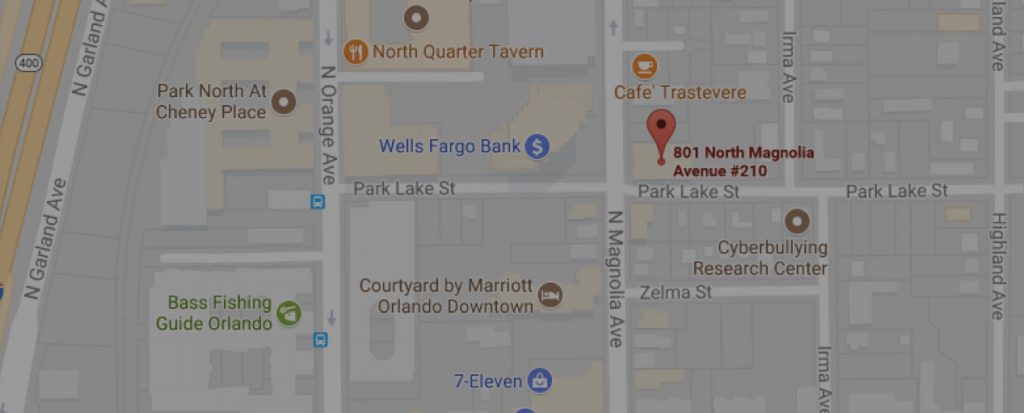 N Garland A
400
North Quarter Tavern
N Orange Ave
Park North At
Cheney Place
Wells Fargo Bank
Cafe' Trastevere
801 North Magnolia
Avenue #210
Irma Ave
land Ave
Park Lake St
Park Lake St
Park Lake St
N Garland Ave
N Magnolia Ave
Cyberbullying
Research Center
Highland Ave
Courtyard by Marriott
Orlando Downtown
Zelma St
Bass Fishing
Guide Orlando
7-Eleven
Irma Av